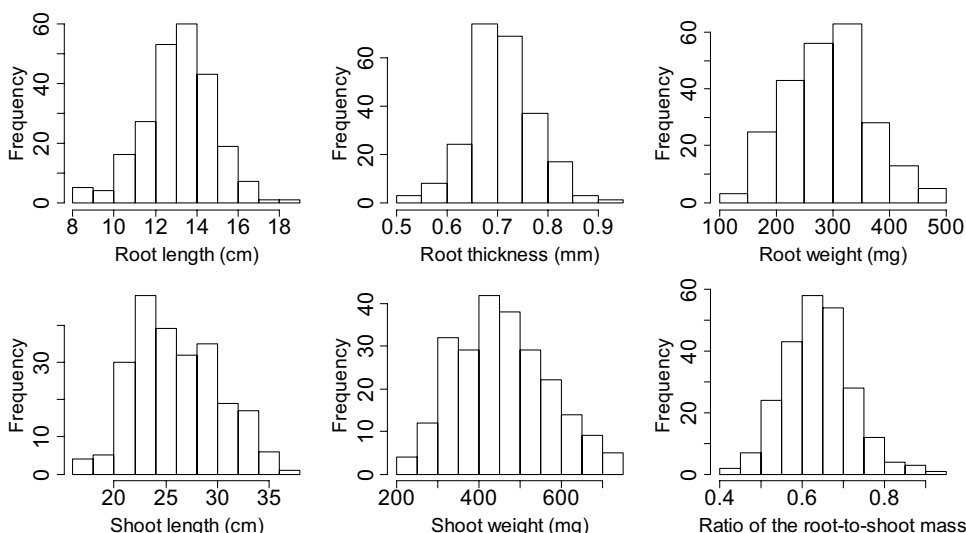 Frequency
0 20 40 60
8 10 12 14 16 18
Root length (cm)
Frequency
0 20 40 60
0.5 0.6 0.7 0.8 0.9
Root thickness (mm)
Frequency
0 20 40 60
100 200 300 400 500
Root weight (mg)
Frequency
0 10 30
20 25 30 35
Shoot length (cm)
Frequency
0 10 20 30 40
200 400 600
Shoot weight (mg)
Frequency
0 20 40 60
0.4 0.6 0.8
Ratio of the root-to-shoot mass